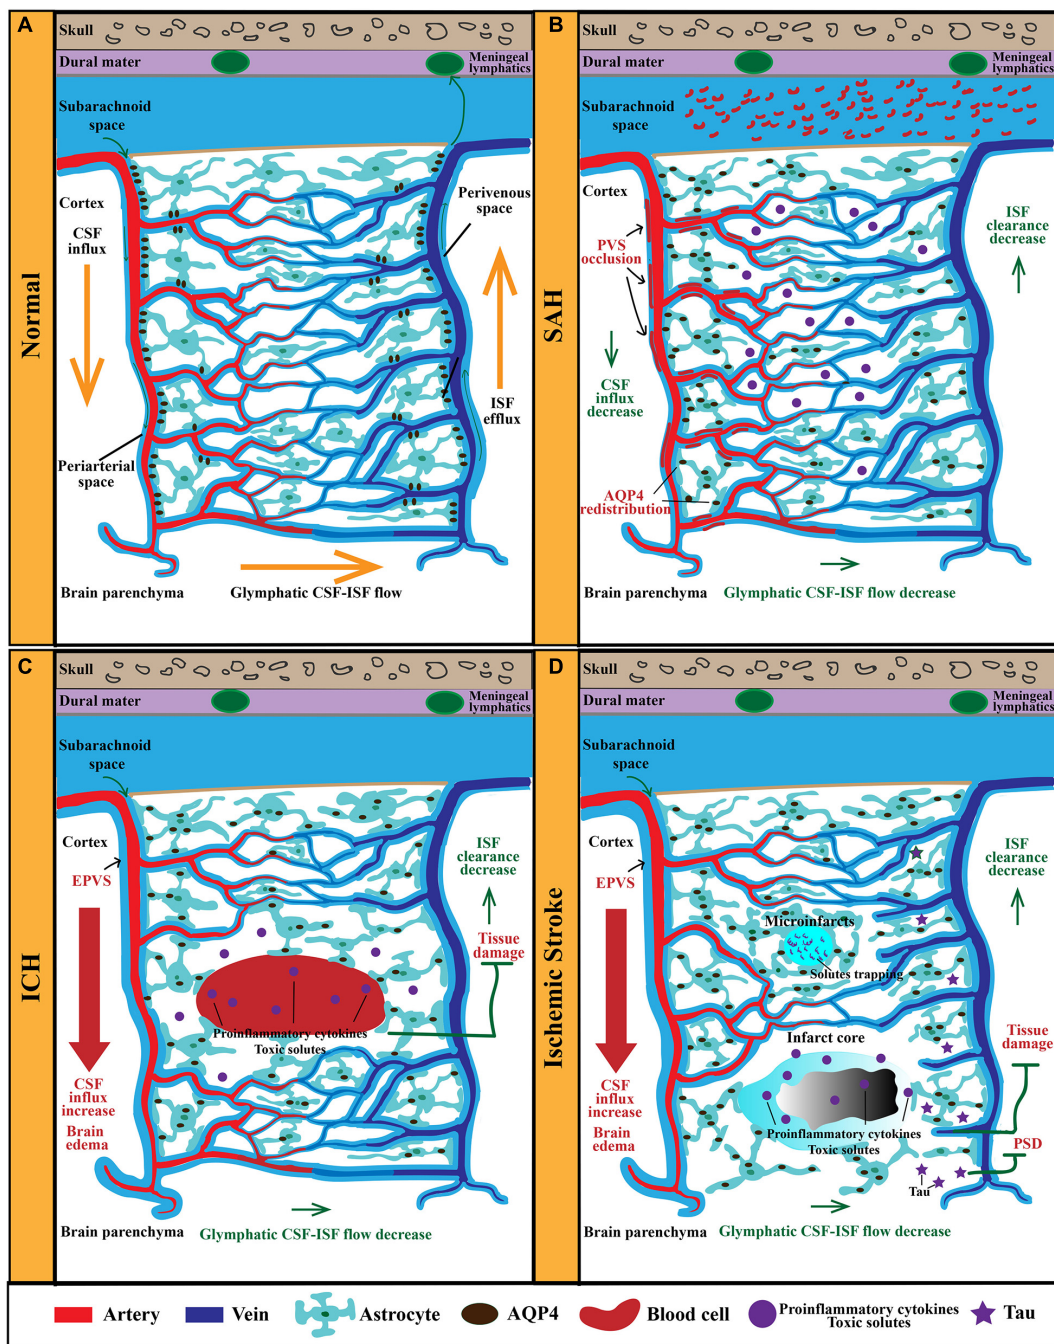 A
Normal
Skull
Dural mater
Meningeal
lymphatics
Subarachnoid
space
Cortex
CSF
influx
Perivenous
space
ISF
efflux
Periarterial
space
Brain parenchyma
Glymphatic CSF-ISF flow
B
SAH
Skull
Dural mater
Meningeal
lymphatics
Subarachnoid
space
Cortex
PVS
occlusion
ISF
clearance
decrease
CSF
influx
decrease
AQP4
redistribution
Brain parenchyma
Glymphatic CSF-ISF flow decrease
C
ICH
Skull
Dural mater
Meningeal
lymphatics
Subarachnoid
space
Cortex
EPVS
ISF
clearance
decrease
Tissue
damage
Proinflammatory cytokines
Toxic solutes
CSF
influx
increase
Brain
edema
Brain parenchyma
Glymphatic CSF-ISF flow decrease
D
Ischemic Stroke
Skull
Dural mater
Meningeal
lymphatics
Subarachnoid
space
Cortex
EPVS
ISF
clearance
decrease
Microinfarcts
Solutes trapping
Infarct core
Tissue
damage
Proinflammatory cytokines
Toxic solutes
PSD
Tau
CSF
influx
increase
Brain
edema
Brain parenchyma
Glymphatic CSF-ISF flow decrease
Artery
Vein
Astrocyte
AQP4
Blood cell
Proinflammatory cytokines
Toxic solutes
Tau